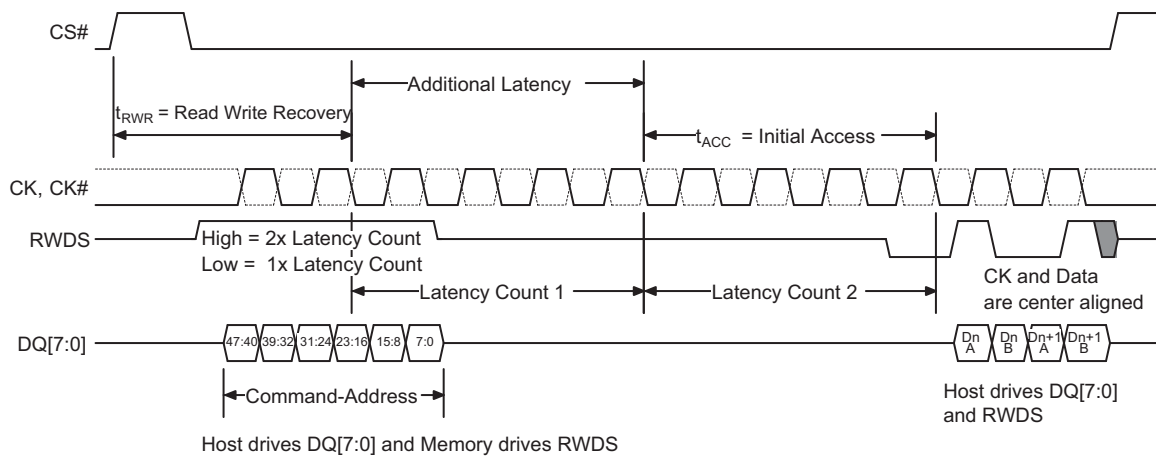 CS#
Additional Latency
tRWR = Read Write Recovery
tACC = Initial Access
CK, CK#
RWDS
High = 2x Latency Count
Low = 1x Latency Count
CK and Data
are center aligned
Latency Count 1
Latency Count 2
DQ[7:0]
47:40 39:32 31:24 23:16 15:8 7:0
Dn Dn Dn+1 Dn+1
A B A B
Command-Address
Host drives DQ[7:0]
and RWDS
Host drives DQ[7:0] and Memory drives RWDS